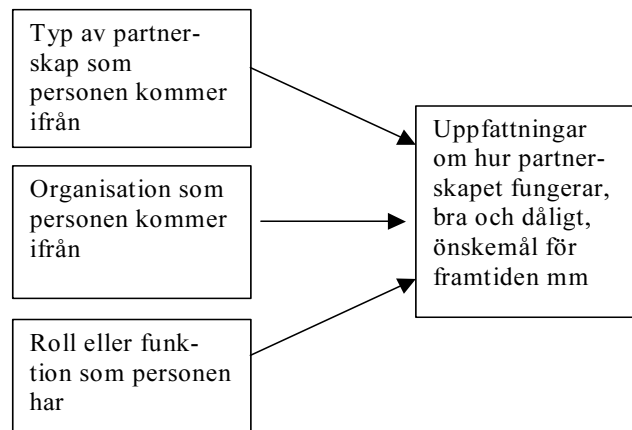 Typ av partner-
skap som
personen kommer
ifrån
Organisation som
personen kommer
ifrån
Roll eller funk-
tion som personen
har
Uppfattningar
om hur partner-
skapet fungerar,
bra och dåligt,
önskemål för
framtiden mm